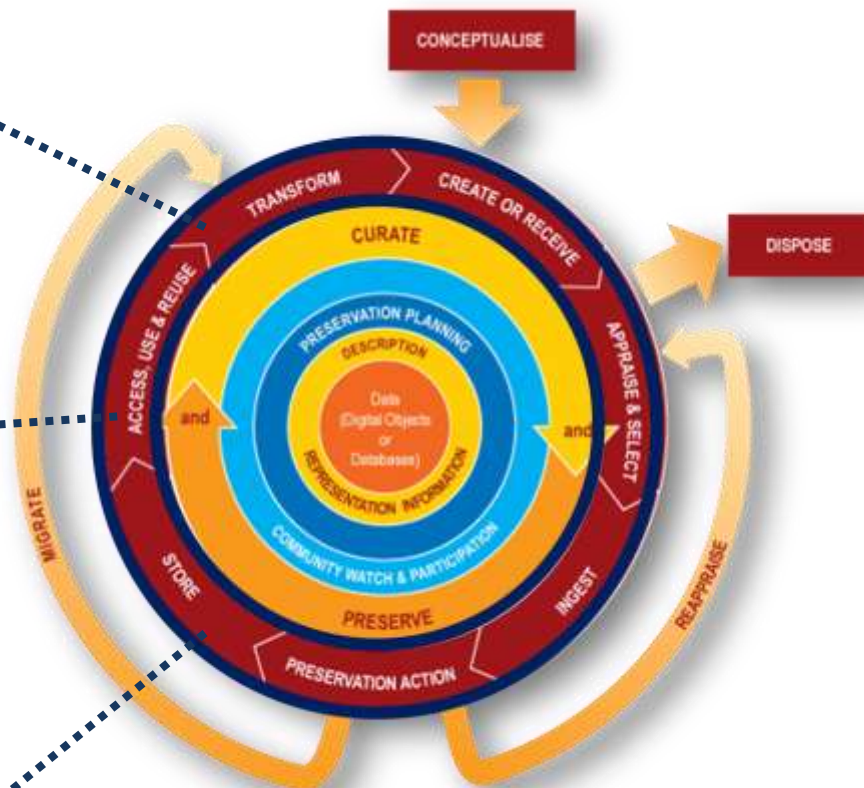 CONCEPTUALISE
DISPOSE
TRANSFORM
CREATE OR RECEIVE
APPRAISE & SELECT
INGEST
PRESERVATION ACTION
STORE
ACCESS, USE & REUSE
MIGRATE
REAPPRAISE
CURATE
and
PRESERVE
and
PRESERVATION PLANNING
COMMUNITY WATCH & PARTICIPATION
DESCRIPTION
REPRESENTATION INFORMATION
Data
(Digital Objects
or
Databases)